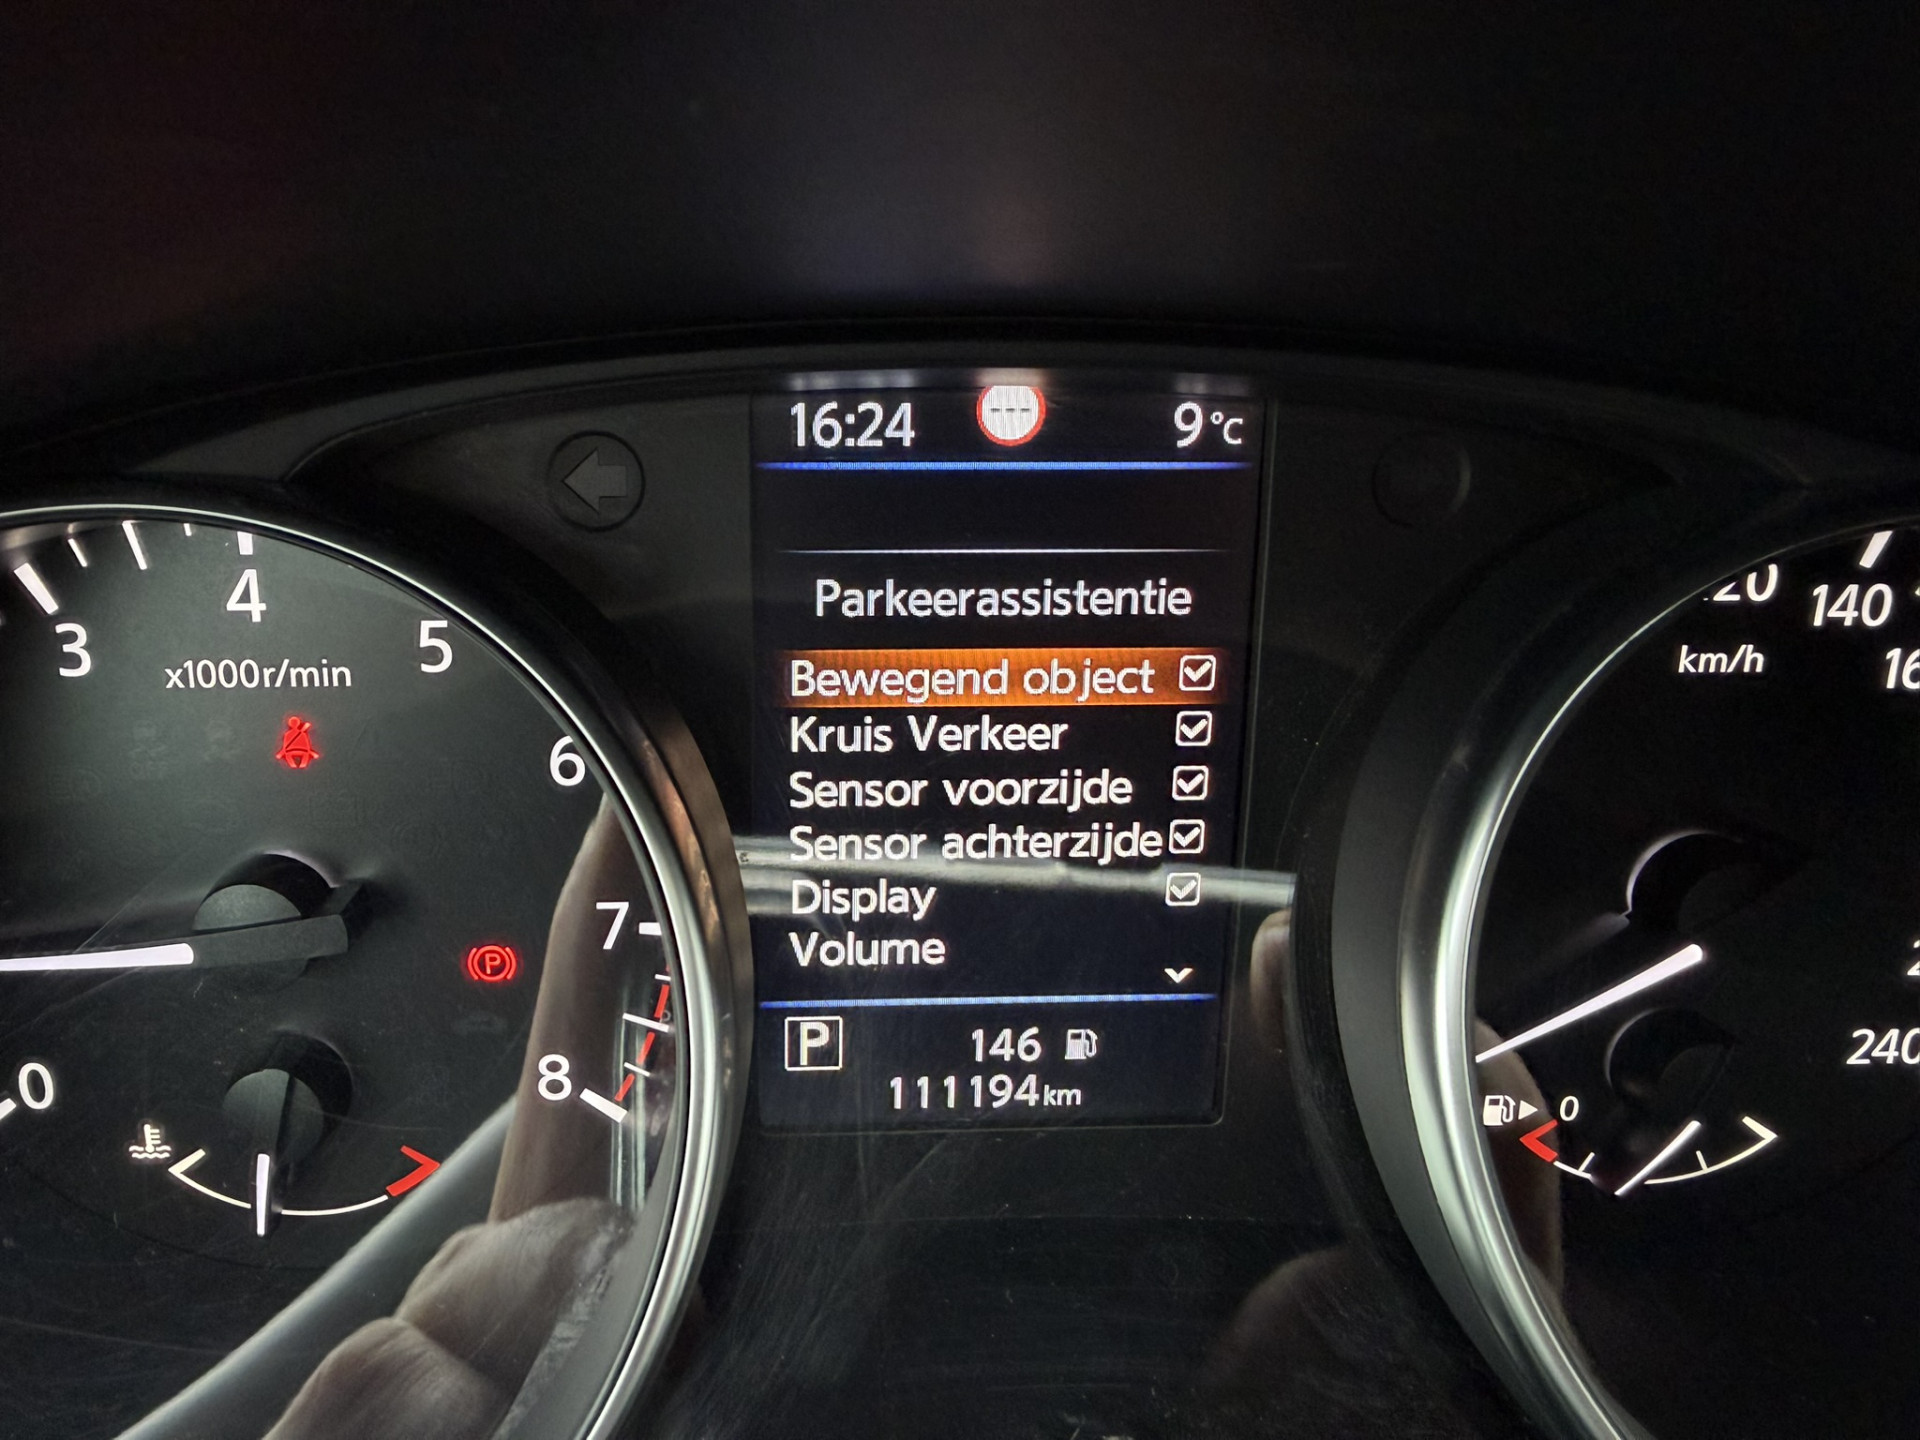 16:24 --- 9°C
Parkeerassistentie
Bewegend object
Kruis Verkeer
Sensor voorzijde
Sensor achterzijde
Display
Volume
P 146
111194km
3 4 5 6 7 8
x1000r/min
0
P
140
km/h
240
0